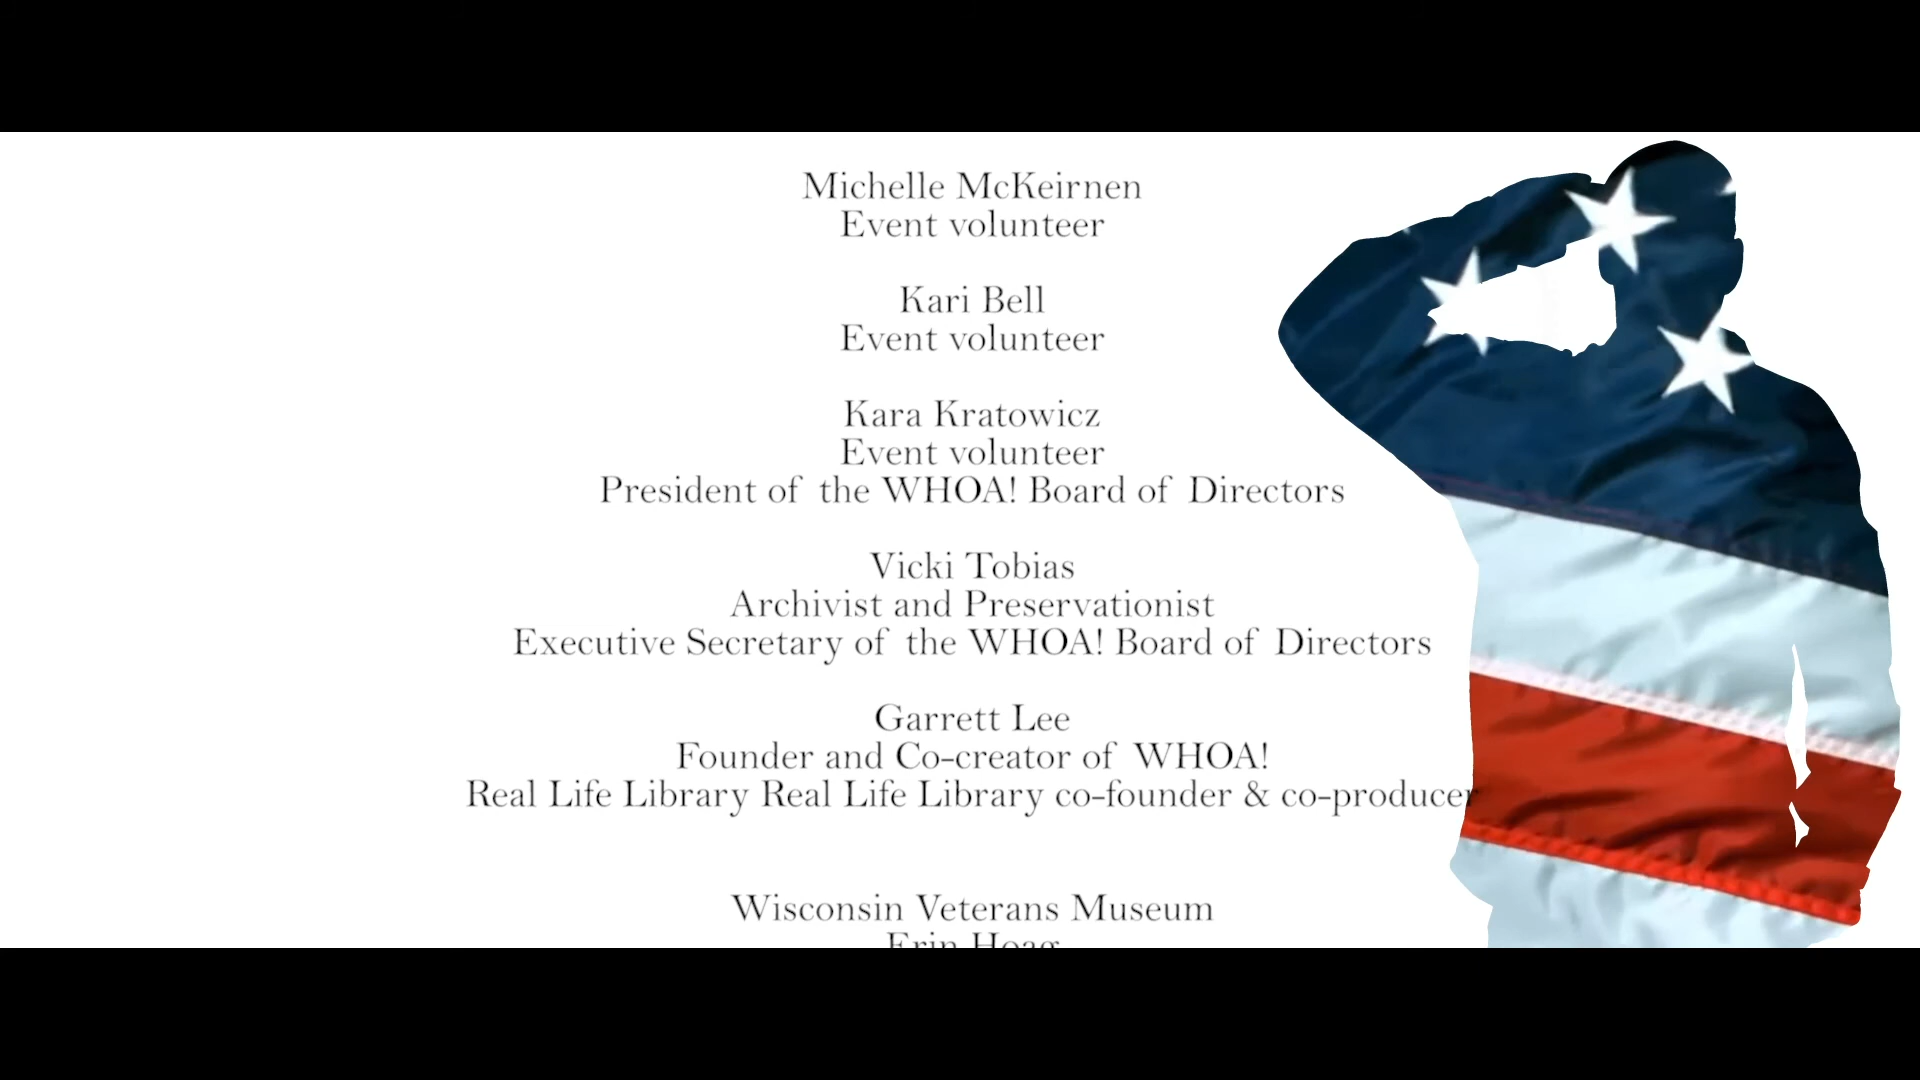 Michelle McKeirnen
Event volunteer
Kari Bell
Event volunteer
Kara Kratowicz
Event volunteer
President of the WHOA! Board of Directors
Vicki Tobias
Archivist and Preservationist
Executive Secretary of the WHOA! Board of Directors
Garrett Lee
Founder and Co-creator of WHOA!
Real Life Library Real Life Library co-founder & co-producer
Wisconsin Veterans Museum
Erin Hoag